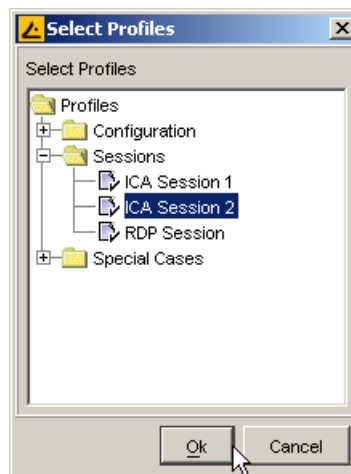 Select Profiles
Select Profiles
Profiles
Configuration
Sessions
ICA Session 1
ICA Session 2
RDP Session
Special Cases
Ok Cancel